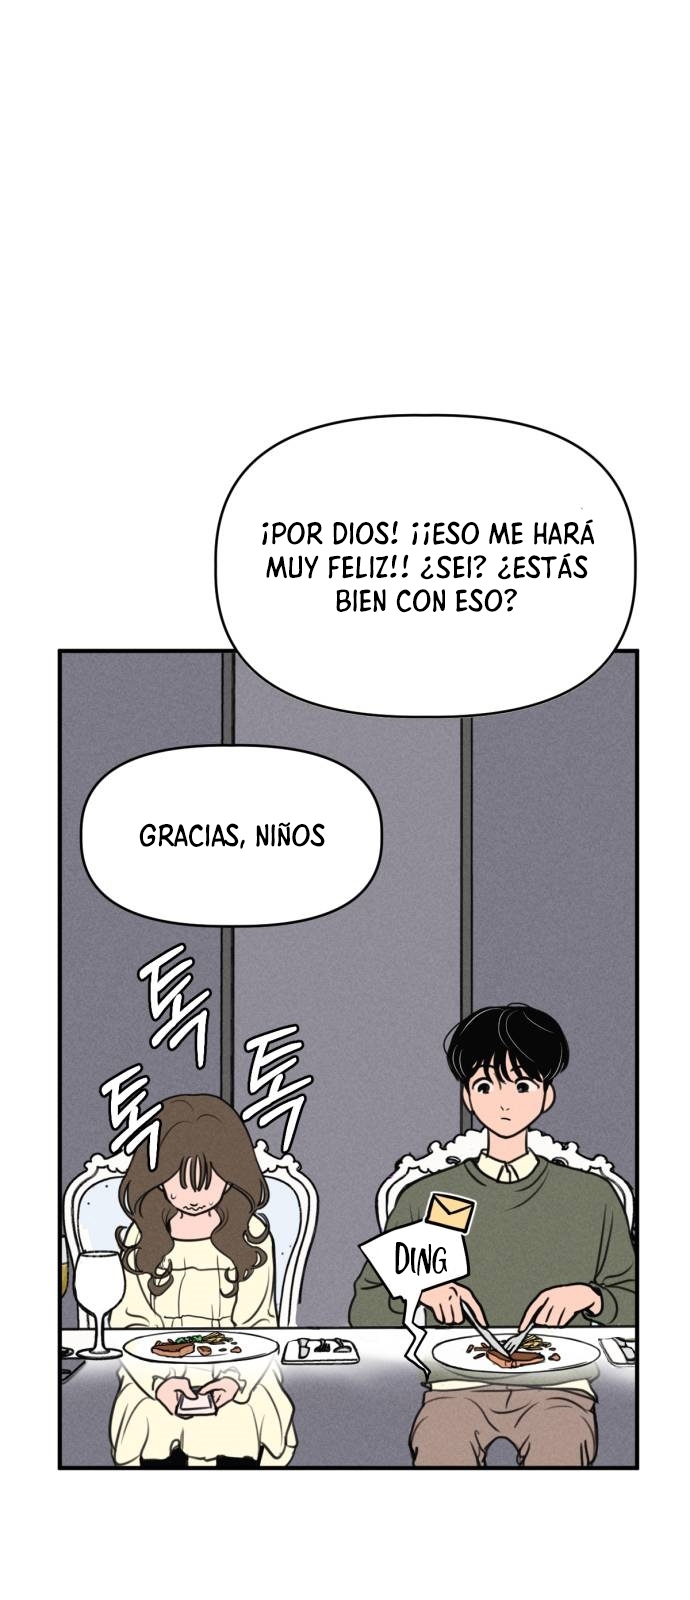 ¡POR DIOS! ¡¡ESO ME HARÁ
MUY FELIZ!! ¿SEI? ¿ESTÁS
BIEN CON ESO?
GRACIAS, NIÑOS
톡
톡
톡
DING